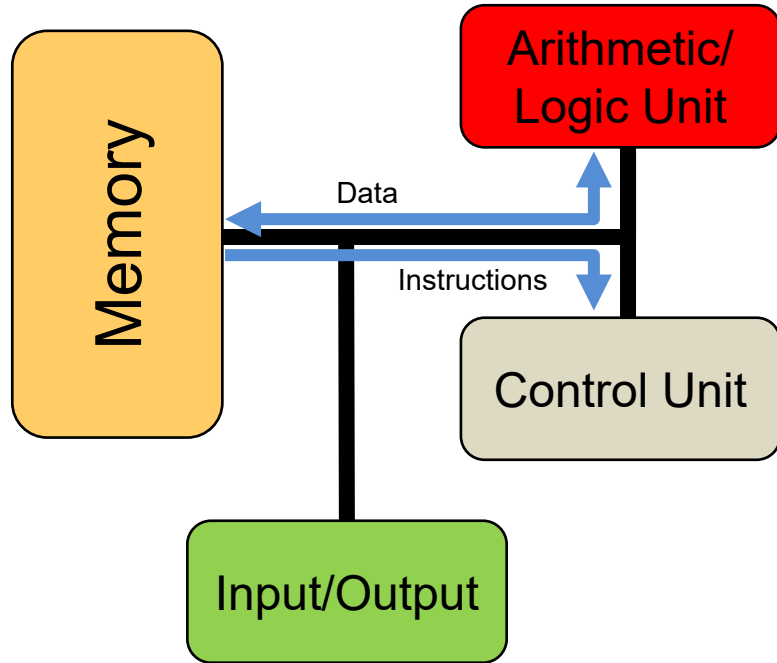 Memory
Arithmetic/
Logic Unit
Data
Instructions
Control Unit
Input/Output